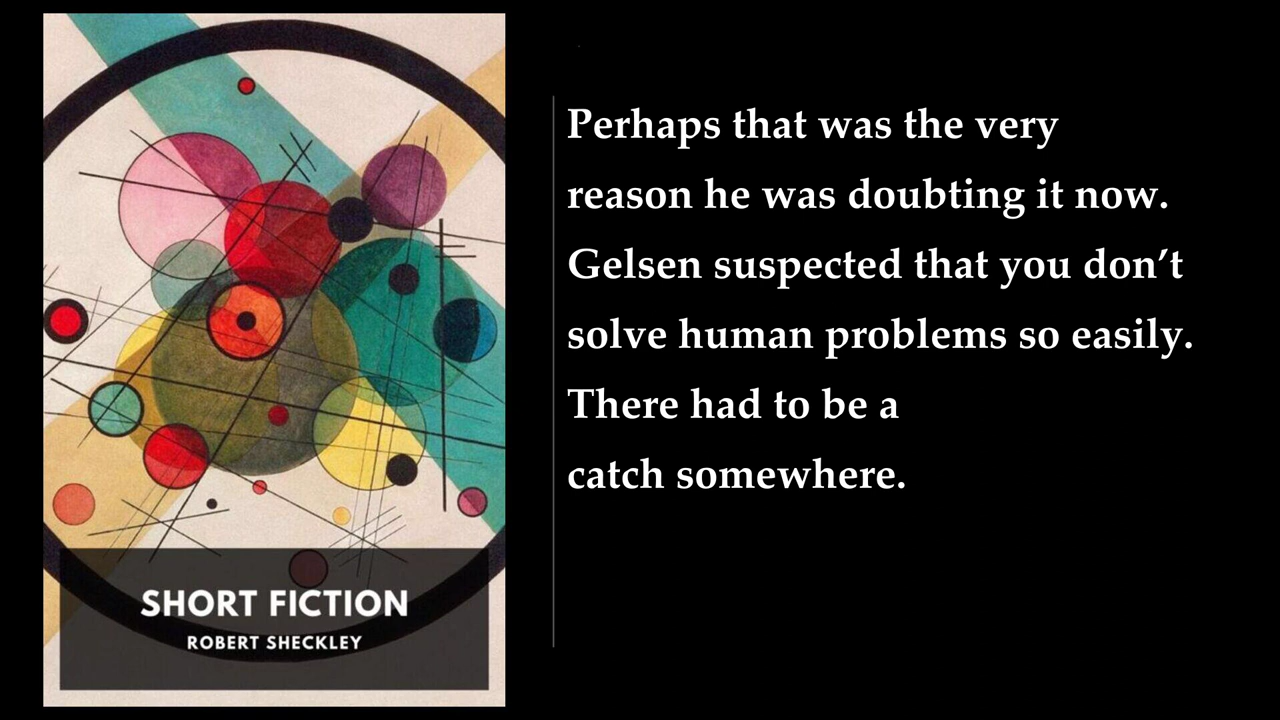 Perhaps that was the very
reason he was doubting it now.
Gelsen suspected that you don’t
solve human problems so easily.
There had to be a
catch somewhere.
SHORT FICTION
ROBERT SHECKLEY